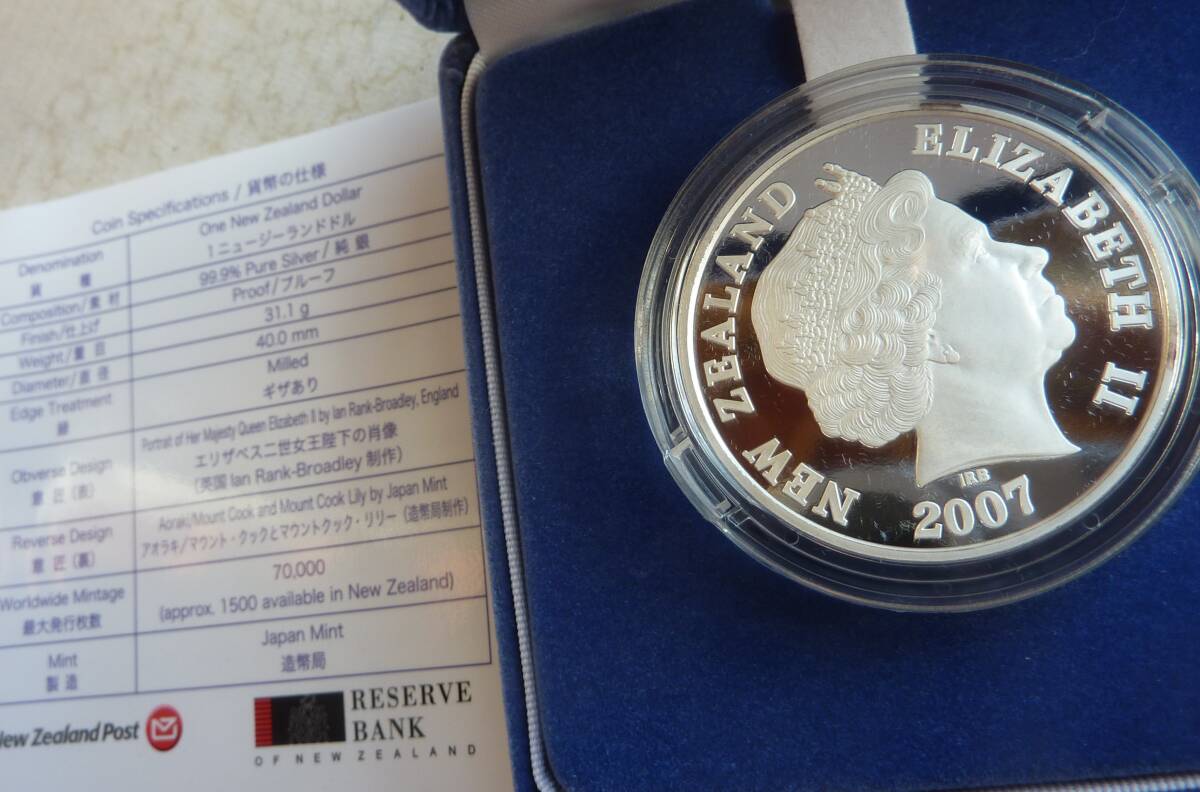 Coin Specifications / 貨幣の仕様
Denomination
貨 種
One New Zealand Dollar
1ニュージーランドドル
Composition/素 材
99.9% Pure Silver / 純 銀
Finish/仕上げ
Proof/プルーフ
Weight/量 目
31.1 g
Diameter/直 径
40.0 mm
Edge Treatment
縁
Milled
ギザあり
Obverse Design
意 匠(表)
Portrait of Her Majesty Queen Elizabeth II by Ian Rank-Broadley, England
エリザベス二世女王陛下の肖像
(英国 Ian Rank-Broadley 制作)
Reverse Design
意 匠(裏)
Aoraki/Mount Cook and Mount Cook Lily by Japan Mint
アオラキ/マウント・クックとマウントクック・リリー(造幣局制作)
Worldwide Mintage
最大発行枚数
70,000
(approx. 1500 available in New Zealand)
Mint
製 造
Japan Mint
造幣局
New Zealand Post
RESERVE
BANK
OF NEW ZEALAND
NEW ZEALAND
ELIZABETH II
IRB
2007